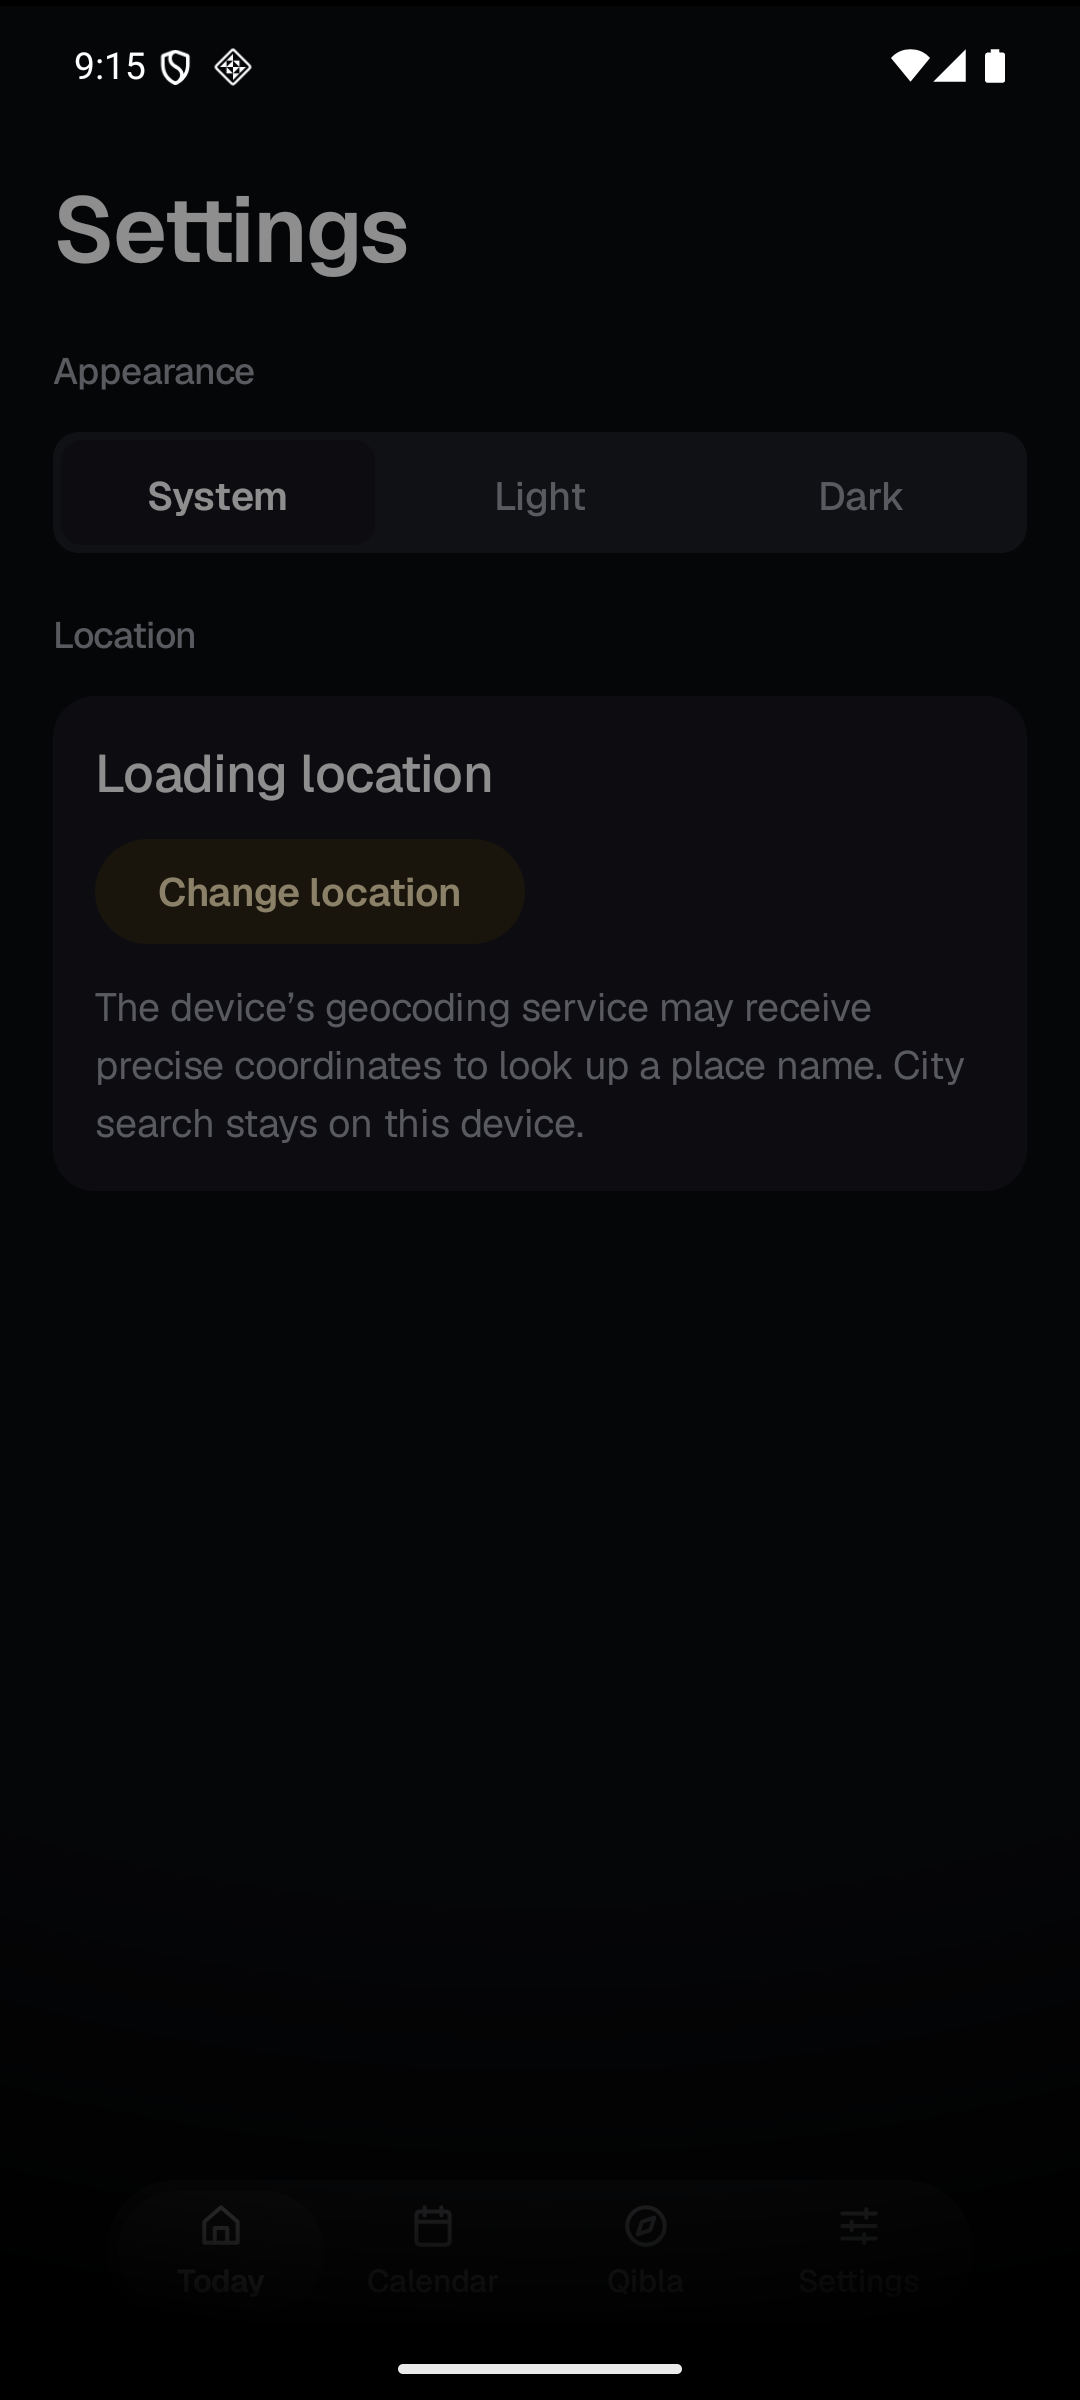 9:15
Settings
Appearance
System Light Dark
Location
Loading location
Change location
The device’s geocoding service may receive
precise coordinates to look up a place name. City
search stays on this device.
Today Calendar Qibla Settings